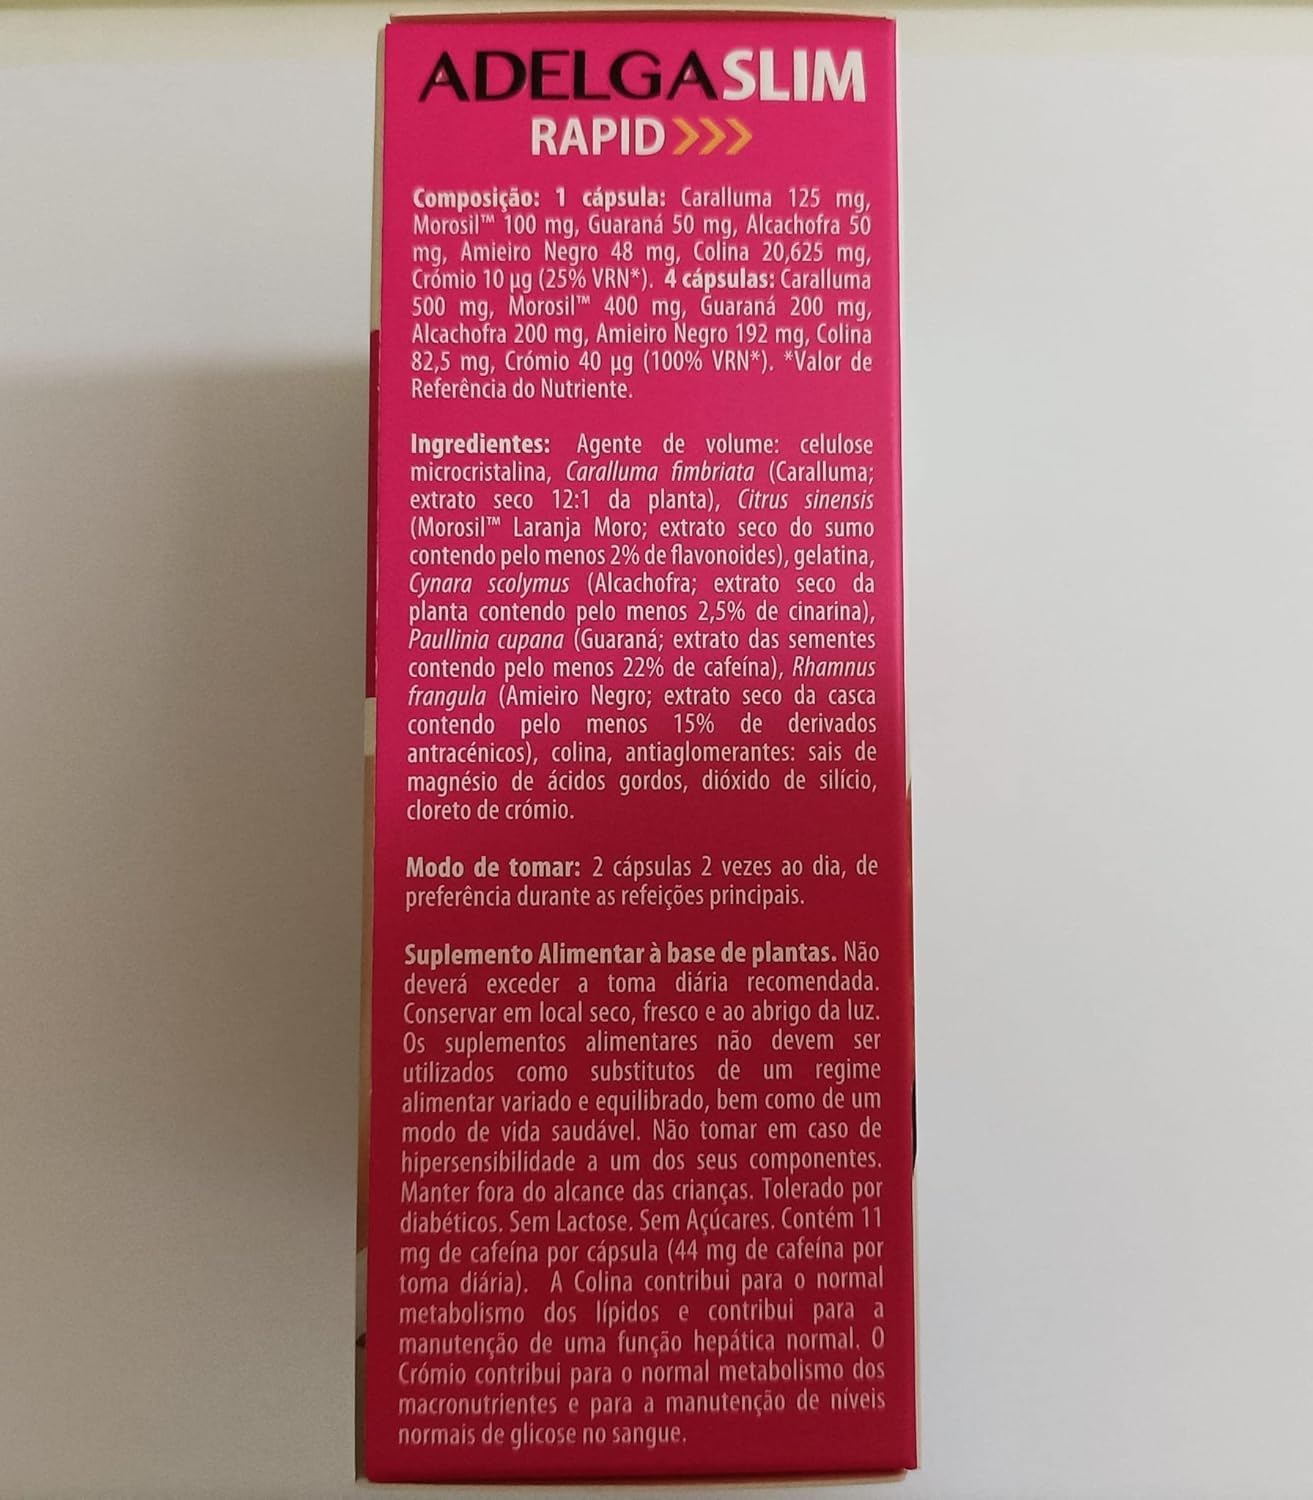 ADELGASLIM
RAPID>>>
Composição: 1 cápsula: Caralluma 125 mg,
Morosil™ 100 mg, Guaraná 50 mg, Alcachofra 50
mg, Amieiro Negro 48 mg, Colina 20,625 mg,
Crómio 10 µg (25% VRN*). 4 cápsulas: Caralluma
500 mg, Morosil™ 400 mg, Guaraná 200 mg,
Alcachofra 200 mg, Amieiro Negro 192 mg, Colina
82,5 mg, Crómio 40 µg (100% VRN*). *Valor de
Referência do Nutriente.
Ingredientes: Agente de volume: celulose
microcristalina, Caralluma fimbriata (Caralluma;
extrato seco 12:1 da planta), Citrus sinensis
(Morosil™ Laranja Moro; extrato seco do sumo
contendo pelo menos 2% de flavonoides), gelatina,
Cynara scolymus (Alcachofra; extrato seco da
planta contendo pelo menos 2,5% de cinarina),
Paullinia cupana (Guaraná; extrato das sementes
contendo pelo menos 22% de cafeína), Rhamnus
frangula (Amieiro Negro; extrato seco da casca
contendo pelo menos 15% de derivados
antracénicos), colina, antiaglomerantes: sais de
magnésio de ácidos gordos, dióxido de silício,
cloreto de crómio.
Modo de tomar: 2 cápsulas 2 vezes ao dia, de
preferência durante as refeições principais.
Suplemento Alimentar à base de plantas. Não
deverá exceder a toma diária recomendada.
Conservar em local seco, fresco e ao abrigo da luz.
Os suplementos alimentares não devem ser
utilizados como substitutos de um regime
alimentar variado e equilibrado, bem como de um
modo de vida saudável. Não tomar em caso de
hipersensibilidade a um dos seus componentes.
Manter fora do alcance das crianças. Tolerado por
diabéticos. Sem Lactose. Sem Açúcares. Contém 11
mg de cafeína por cápsula (44 mg de cafeína por
toma diária). A Colina contribui para o normal
metabolismo dos lípidos e contribui para a
manutenção de uma função hepática normal. O
Crómio contribui para o normal metabolismo dos
macronutrientes e para a manutenção de níveis
normais de glicose no sangue.